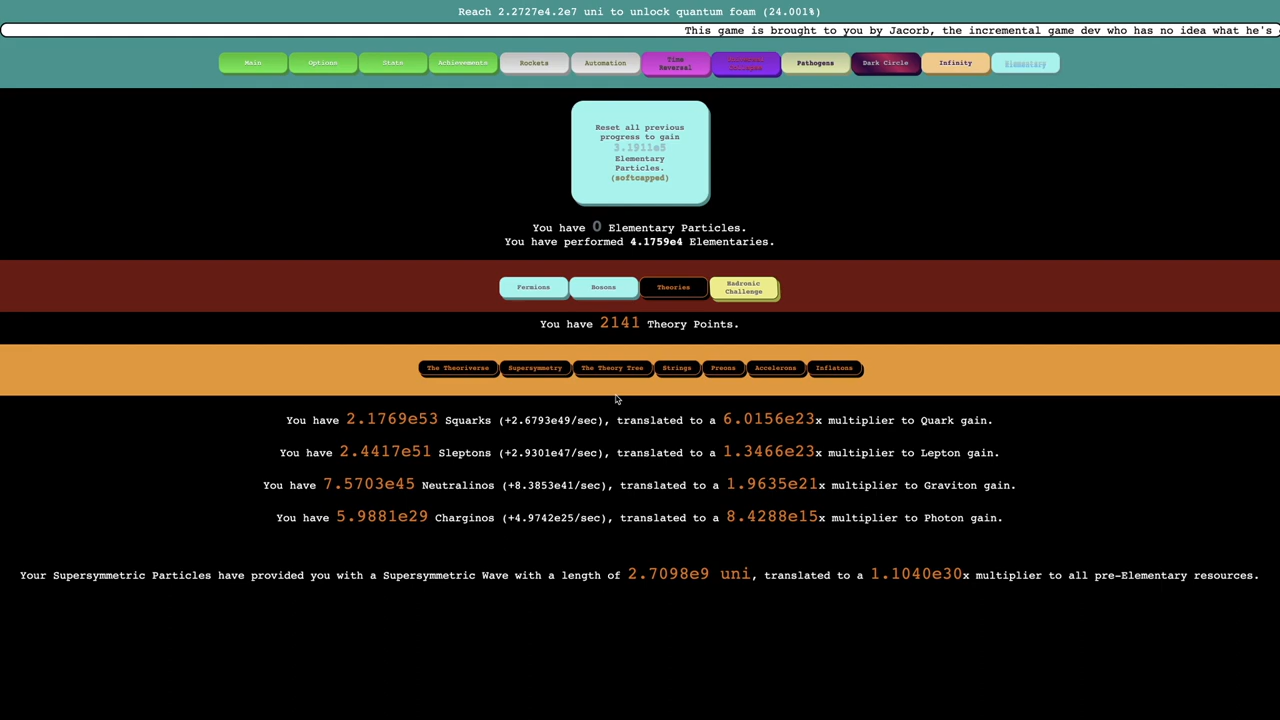 Reach 2.2727e4.2e7 uni to unlock quantum foam (24.001%)
This game is brought to you by Jacorb, the incremental game dev who has no idea what he's
Main Options Stats Achievements Rockets Automation Time Reversal Pathogens Dark Circle Infinity Elementary
Reset all previous
progress to gain
3.1911e5
Elementary
Particles.
(softcapped)
You have 0 Elementary Particles.
You have performed 4.1759e4 Elementaries.
Fermions Bosons Theories Hadronic Challenge
You have 2141 Theory Points.
The Theoriverse Supersymmetry The Theory Tree Strings Preons Accelerons Inflatons
You have 2.1769e53 Squarks (+2.6793e49/sec), translated to a 6.0156e23x multiplier to Quark gain.
You have 2.4417e51 Sleptons (+2.9301e47/sec), translated to a 1.3466e23x multiplier to Lepton gain.
You have 7.5703e45 Neutralinos (+8.3853e41/sec), translated to a 1.9635e21x multiplier to Graviton gain.
You have 5.9881e29 Charginos (+4.9742e25/sec), translated to a 8.4288e15x multiplier to Photon gain.
Your Supersymmetric Particles have provided you with a Supersymmetric Wave with a length of 2.7098e9 uni, translated to a 1.1040e30x multiplier to all pre-Elementary resources.